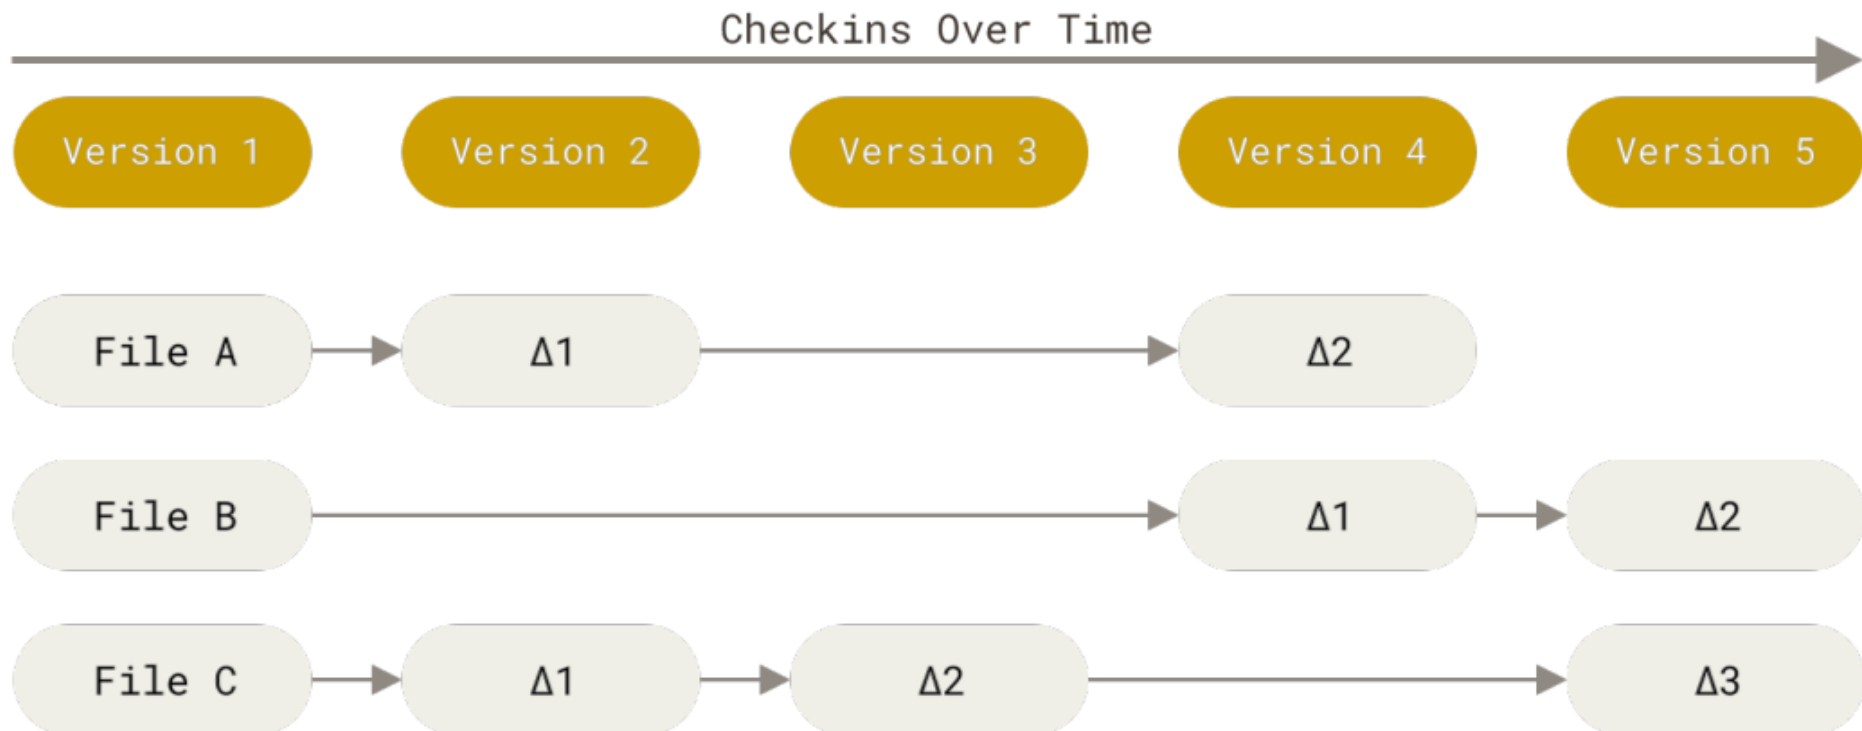 Checkins Over Time
Version 1 Version 2 Version 3 Version 4 Version 5
File A Δ1 Δ2
File B Δ1 Δ2
File C Δ1 Δ2 Δ3